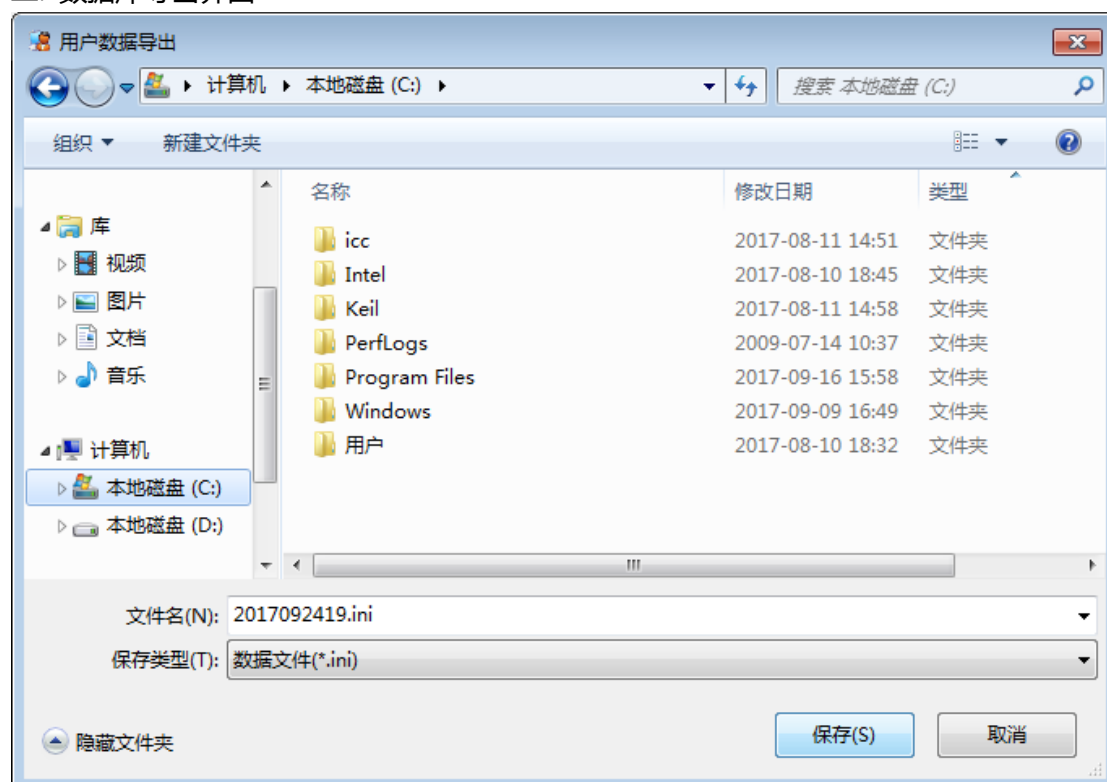 数据库导出界面
用户数据导出
计算机 本地磁盘 (C:)
搜索 本地磁盘 (C:)
组织 新建文件夹
名称 修改日期 类型
库
视频
图片
文档
音乐
计算机
本地磁盘 (C:)
本地磁盘 (D:)
icc 2017-08-11 14:51 文件夹
Intel 2017-08-10 18:45 文件夹
Keil 2017-08-11 14:58 文件夹
PerfLogs 2009-07-14 10:37 文件夹
Program Files 2017-09-16 15:58 文件夹
Windows 2017-09-09 16:49 文件夹
用户 2017-08-10 18:32 文件夹
文件名(N): 2017092419.ini
保存类型(T): 数据文件(*.ini)
隐藏文件夹 保存(S) 取消